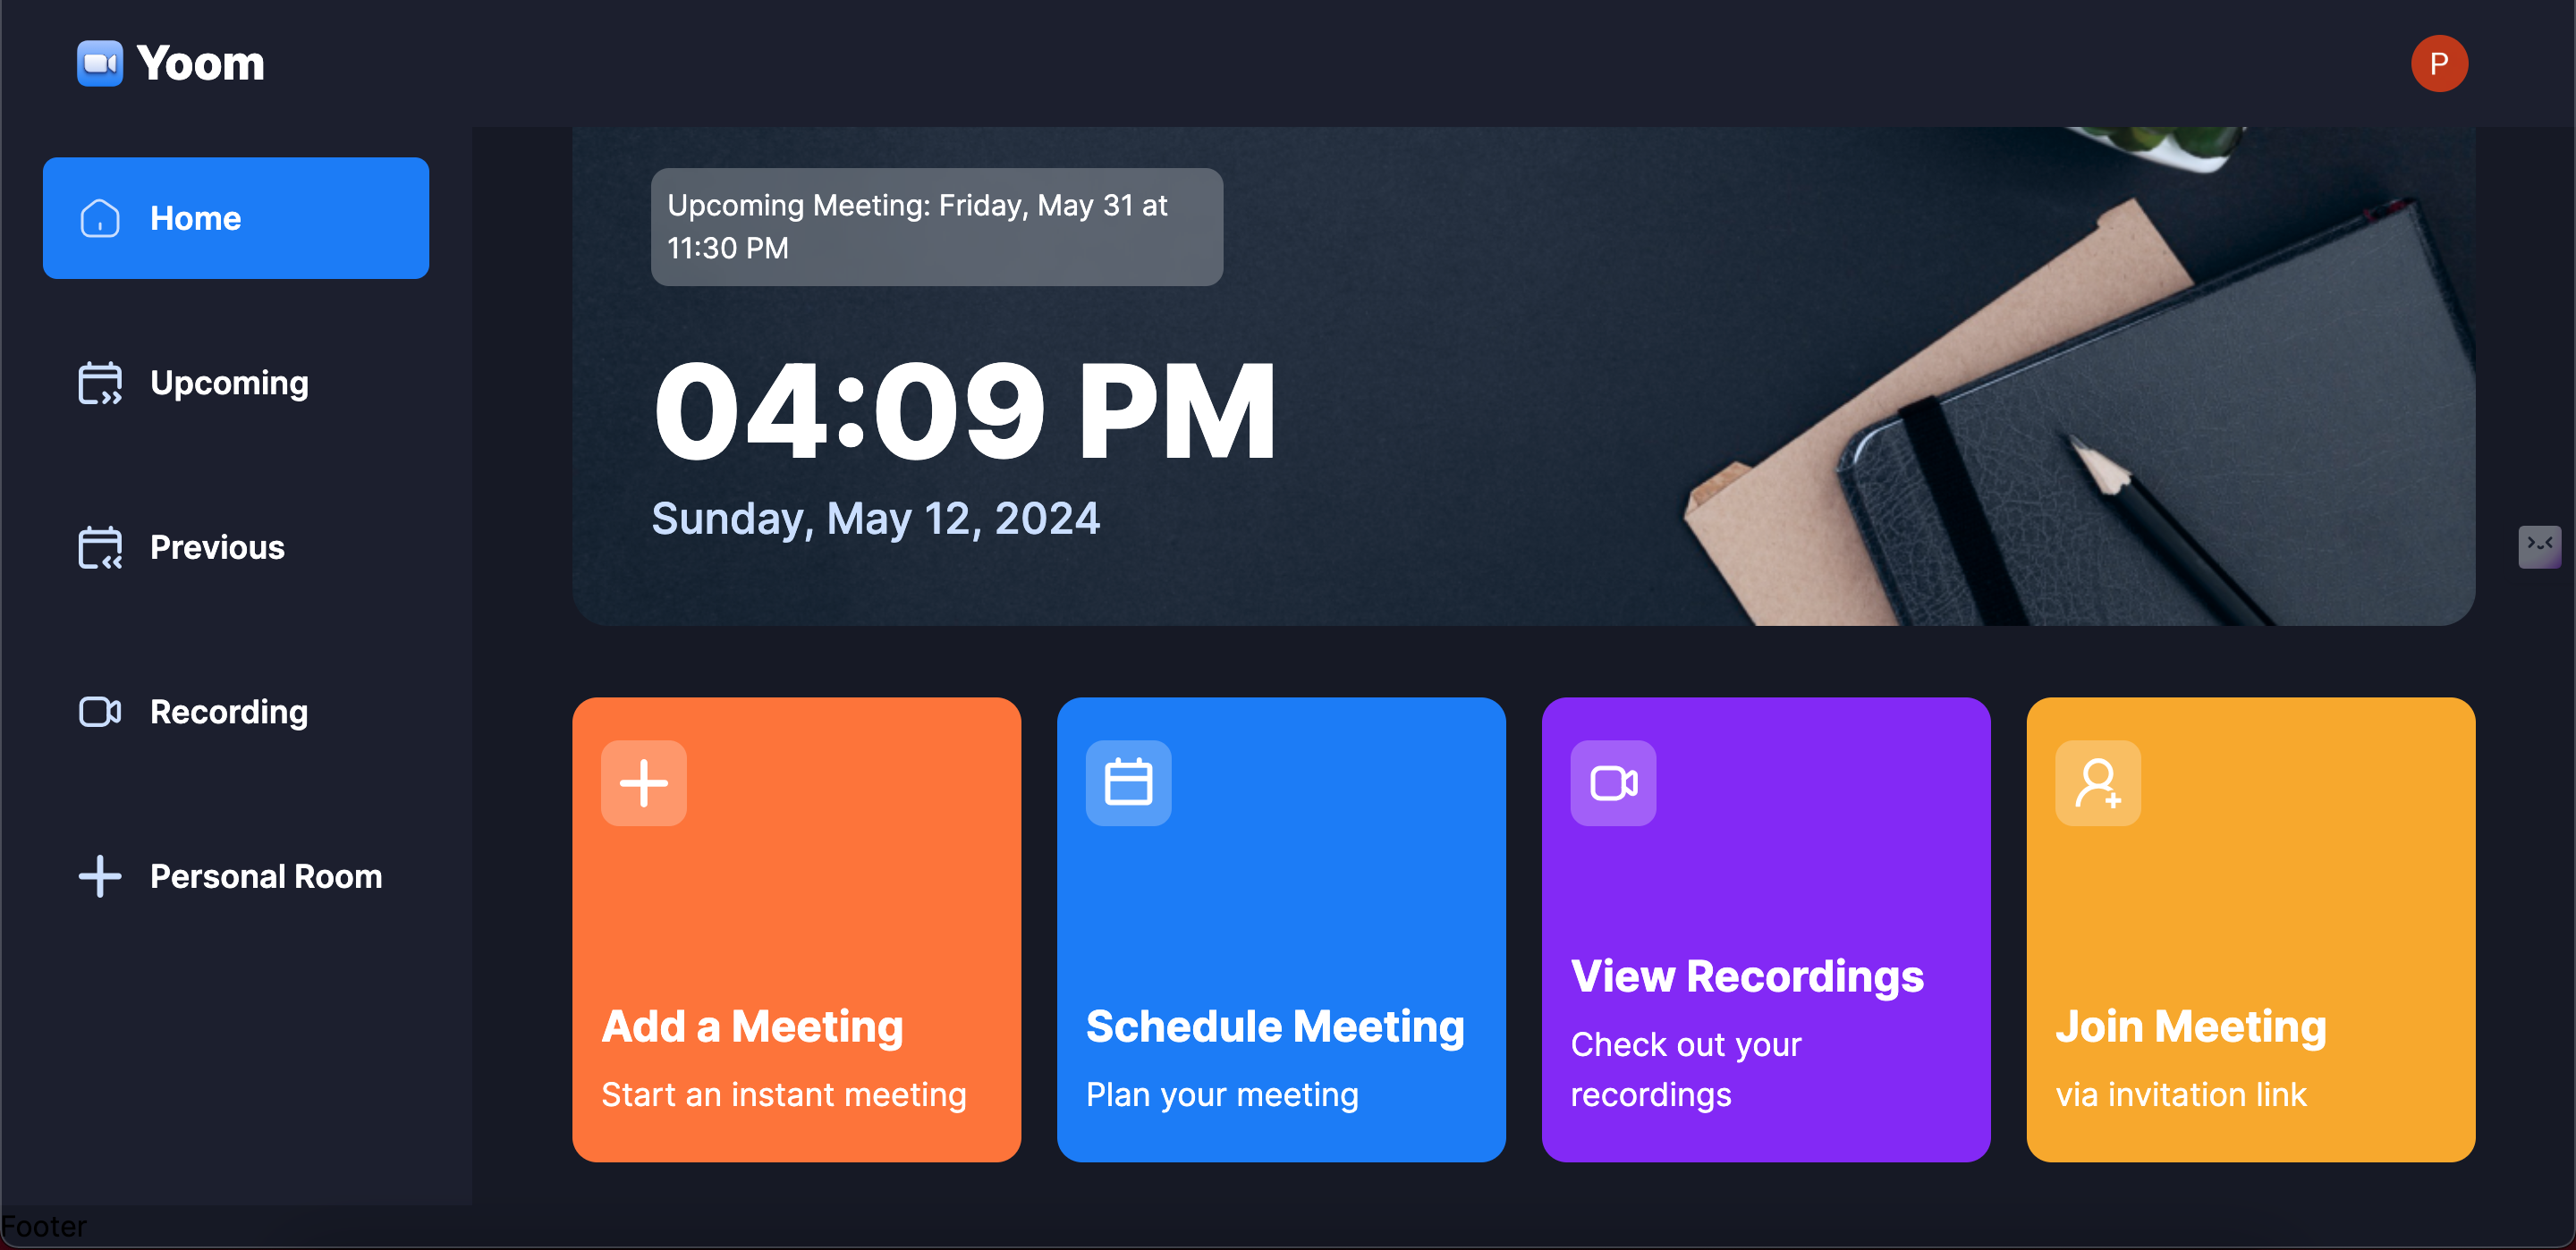 Yoom
P
Home
Upcoming
Previous
Recording
Personal Room
Upcoming Meeting: Friday, May 31 at
11:30 PM
04:09 PM
Sunday, May 12, 2024
Add a Meeting
Start an instant meeting
Schedule Meeting
Plan your meeting
View Recordings
Check out your
recordings
Join Meeting
via invitation link
Footer